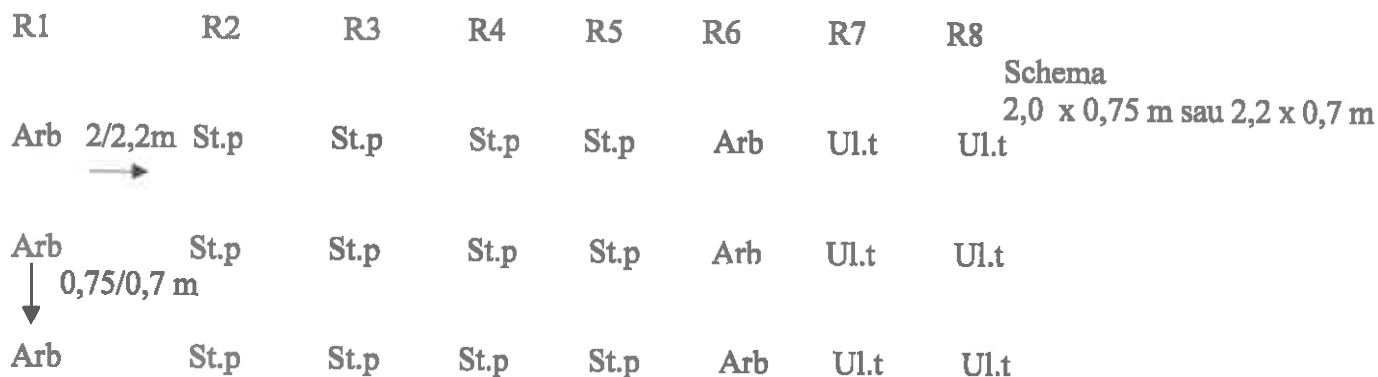 R1 R2 R3 R4 R5 R6 R7 R8
Schema
2,0 x 0,75 m sau 2,2 x 0,7 m
Arb 2/2,2m St.p St.p St.p St.p Arb Ul.t Ul.t
Arb St.p St.p St.p St.p Arb Ul.t Ul.t
0,75/0,7 m
Arb St.p St.p St.p St.p Arb Ul.t Ul.t